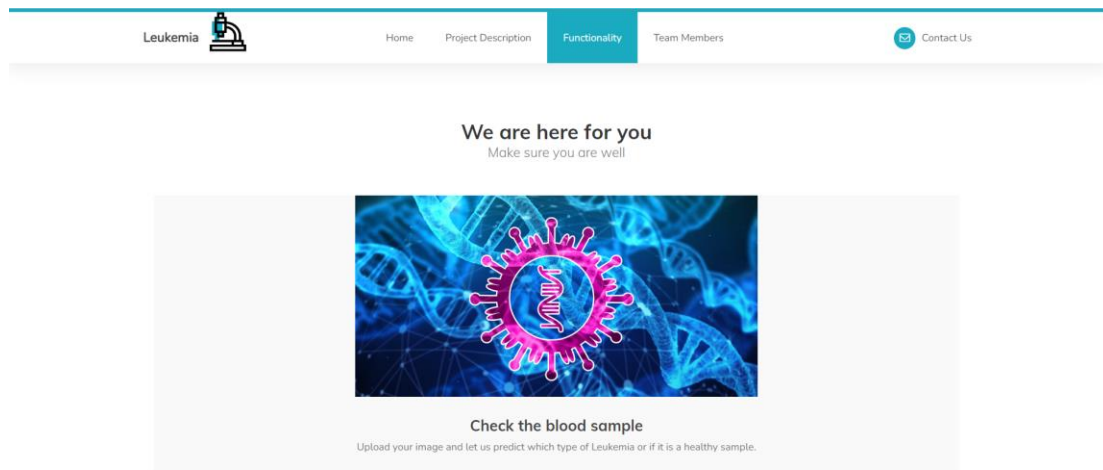 Leukemia
Home
Project Description
Functionality
Team Members
Contact Us
We are here for you
Make sure you are well
Check the blood sample
Upload your image and let us predict which type of Leukemia or if it is a healthy sample.